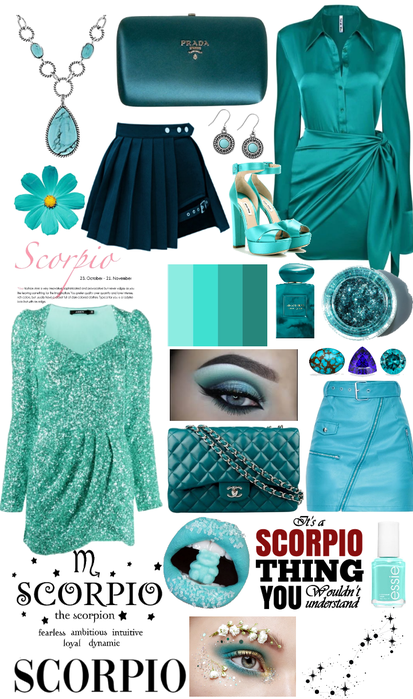 PRADA
Scorpio
23. October - 21. November
It's a
SCORPIO
THING
YOU Wouldn't
understand
essie
SCORPIO
the scorpion
fearless ambitious intuitive
loyal dynamic
SCORPIO